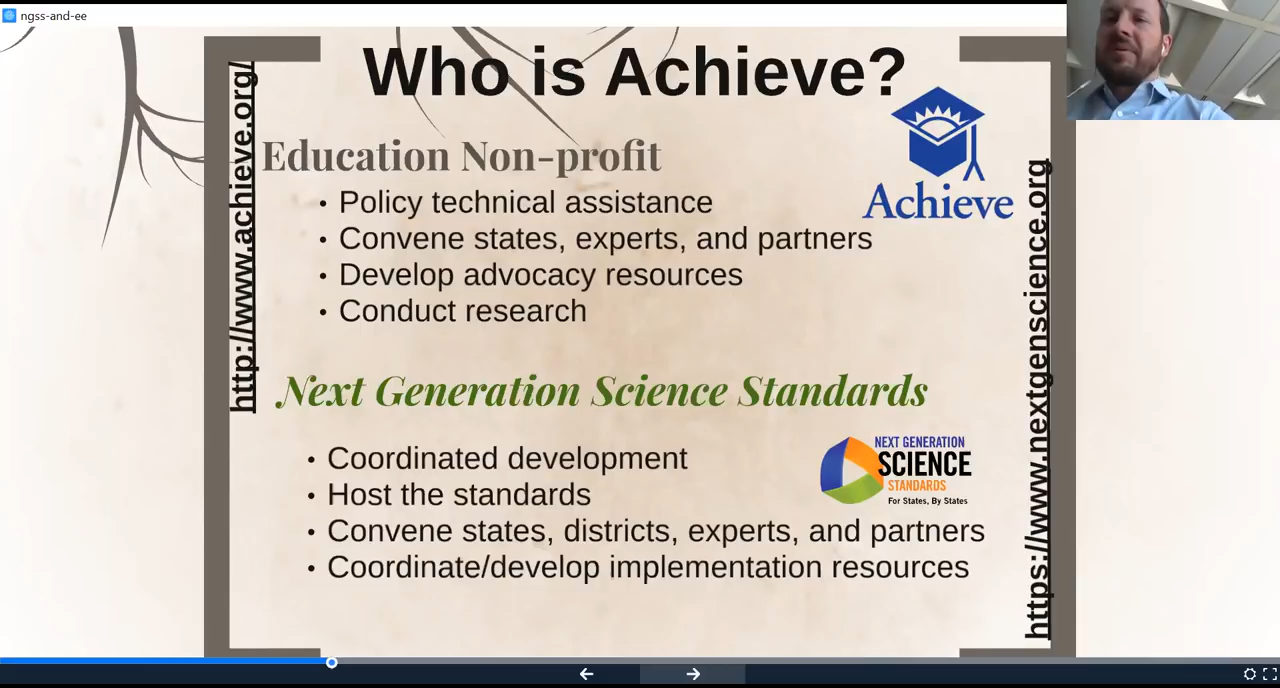 ngss-and-ee
Who is Achieve?
http://www.achieve.org/
Education Non-profit
• Policy technical assistance
• Convene states, experts, and partners
• Develop advocacy resources
• Conduct research
Achieve
Next Generation Science Standards
• Coordinated development
• Host the standards
• Convene states, districts, experts, and partners
• Coordinate/develop implementation resources
NEXT GENERATION
SCIENCE
STANDARDS
For States, By States
https://www.nextgenscience.org